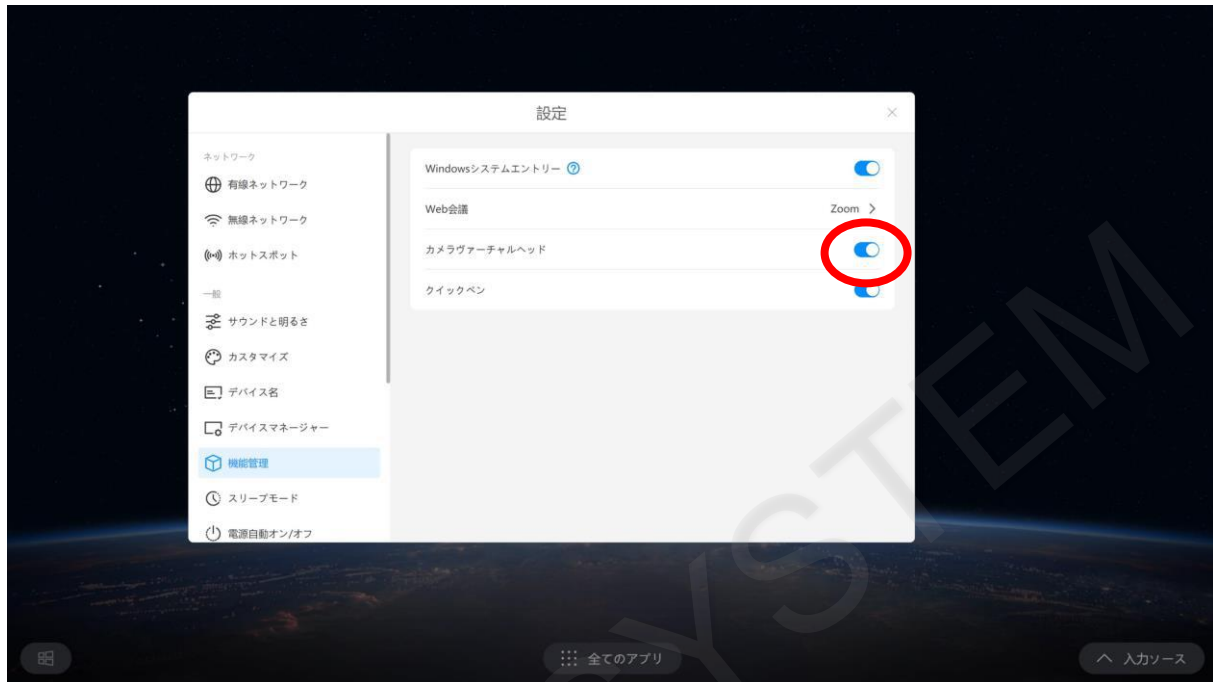 設定
ネットワーク
有線ネットワーク
無線ネットワーク
ホットスポット
一般
サウンドと明るさ
カスタマイズ
デバイス名
デバイスマネージャー
機能管理
スリープモード
電源自動オン/オフ
Windowsシステムエントリー
Web会議 Zoom
カメラヴァーチャルヘッド
クイックペン
全てのアプリ
入力ソース
SYSTEM